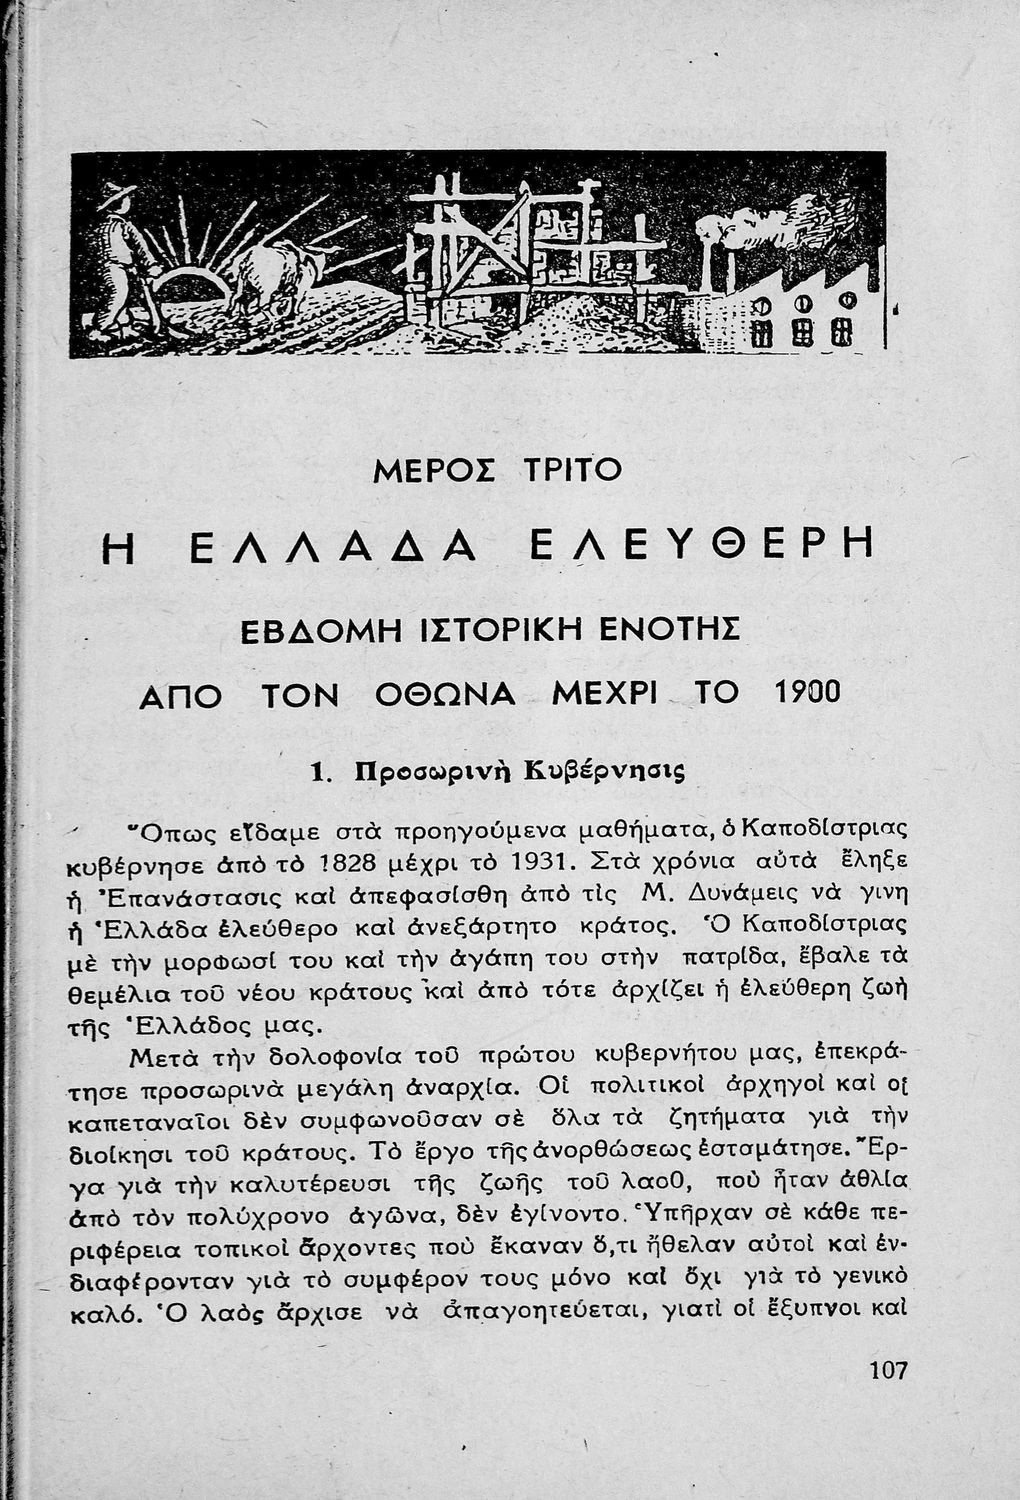 ΜΕΡΟΣ ΤΡΙΤΟ
Η ΕΛΛΑΔΑ ΕΛΕΥΘΕΡΗ
ΕΒΔΟΜΗ ΙΣΤΟΡΙΚΗ ΕΝΟΤΗΣ
ΑΠΟ ΤΟΝ ΟΘΩΝΑ ΜΕΧΡΙ ΤΟ 1900
1. Προσωρινὴ Κυβέρνησις
Ὅπως εἴδαμε στὰ προηγούμενα μαθήματα, ὁ Καποδίστριας
κυβέρνησε ἀπὸ τὸ 1828 μέχρι τὸ 1931. Στὰ χρόνια αὐτὰ ἔληξε
ἡ Ἐπανάστασις καὶ ἀπεφασίσθη ἀπὸ τὶς Μ. Δυνάμεις νὰ γινη
ἡ Ἑλλάδα ἐλεύθερο καὶ ἀνεξάρτητο κράτος. Ὁ Καποδίστριας
μὲ τὴν μορφωσί του καὶ τὴν ἀγάπη του στὴν πατρίδα, ἔβαλε τὰ
θεμέλια τοῦ νέου κράτους καὶ ἀπὸ τότε ἀρχίζει ἡ ἐλεύθερη ζωὴ
τῆς Ἑλλάδος μας.
Μετὰ τὴν δολοφονία τοῦ πρώτου κυβερνήτου μας, ἐπεκρά-
τησε προσωρινὰ μεγάλη ἀναρχία. Οἱ πολιτικοὶ ἀρχηγοὶ καὶ οἱ
καπεταναῖοι δὲν συμφωνοῦσαν σὲ ὅλα τὰ ζητήματα γιὰ τὴν
διοίκησι τοῦ κράτους. Τὸ ἔργο τῆς ἀνορθώσεως ἐσταμάτησε. Ἔρ-
γα γιὰ τὴν καλυτέρευσι τῆς ζωῆς τοῦ λαοῦ, ποὺ ἦταν ἀθλία
ἀπὸ τὸν πολύχρονο ἀγῶνα, δὲν ἐγίνοντο. Ὑπῆρχαν σὲ κάθε πε-
ριφέρεια τοπικοὶ ἄρχοντες ποὺ ἔκαναν ὅ,τι ἤθελαν αὐτοὶ καὶ ἐν-
διαφέρονταν γιὰ τὸ συμφέρον τους μόνο καὶ ὄχι γιὰ τὸ γενικὸ
καλό. Ὁ λαὸς ἄρχισε νὰ ἀπαγοητεύεται, γιατὶ οἱ ἔξυπνοι καὶ
107